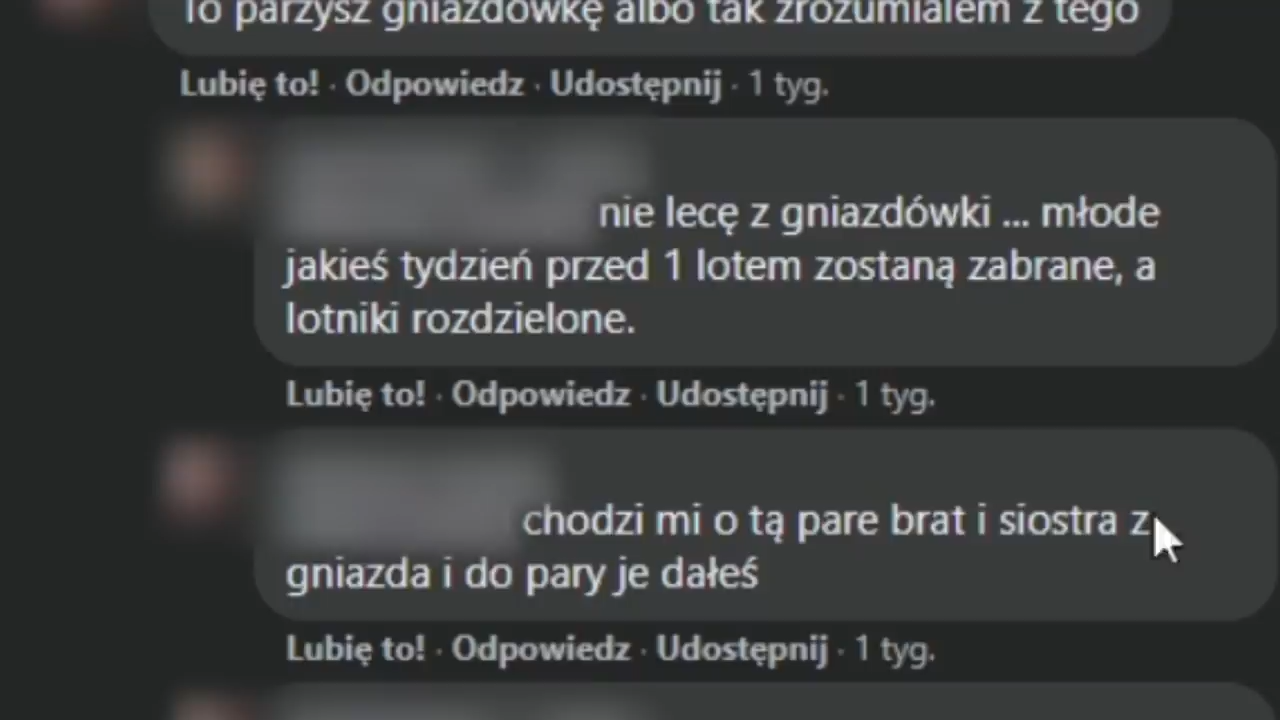 To parzysz gniazdówkę albo tak zrozumiałem z tego
Lubię to! · Odpowiedz · Udostępnij · 1 tyg.
nie lecę z gniazdówki ... młode
jakieś tydzień przed 1 lotem zostaną zabrane, a
lotniki rozdzielone.
Lubię to! · Odpowiedz · Udostępnij · 1 tyg.
chodzi mi o tą pare brat i siostra z
gniazda i do pary je dałeś
Lubię to! · Odpowiedz · Udostępnij · 1 tyg.